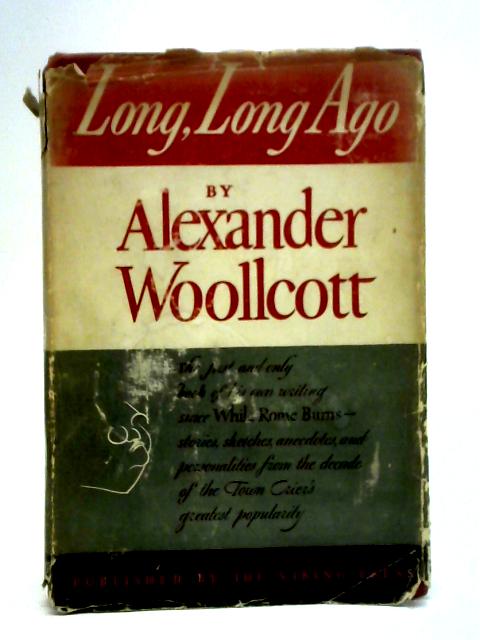 Long, Long Ago
BY
Alexander
Woollcott
The last and only
book of his own writing
since While Rome Burns—
stories, sketches, anecdotes, and
personalities from the decade
of the Town Crier's
greatest popularity
PUBLISHED BY THE VIKING PRESS